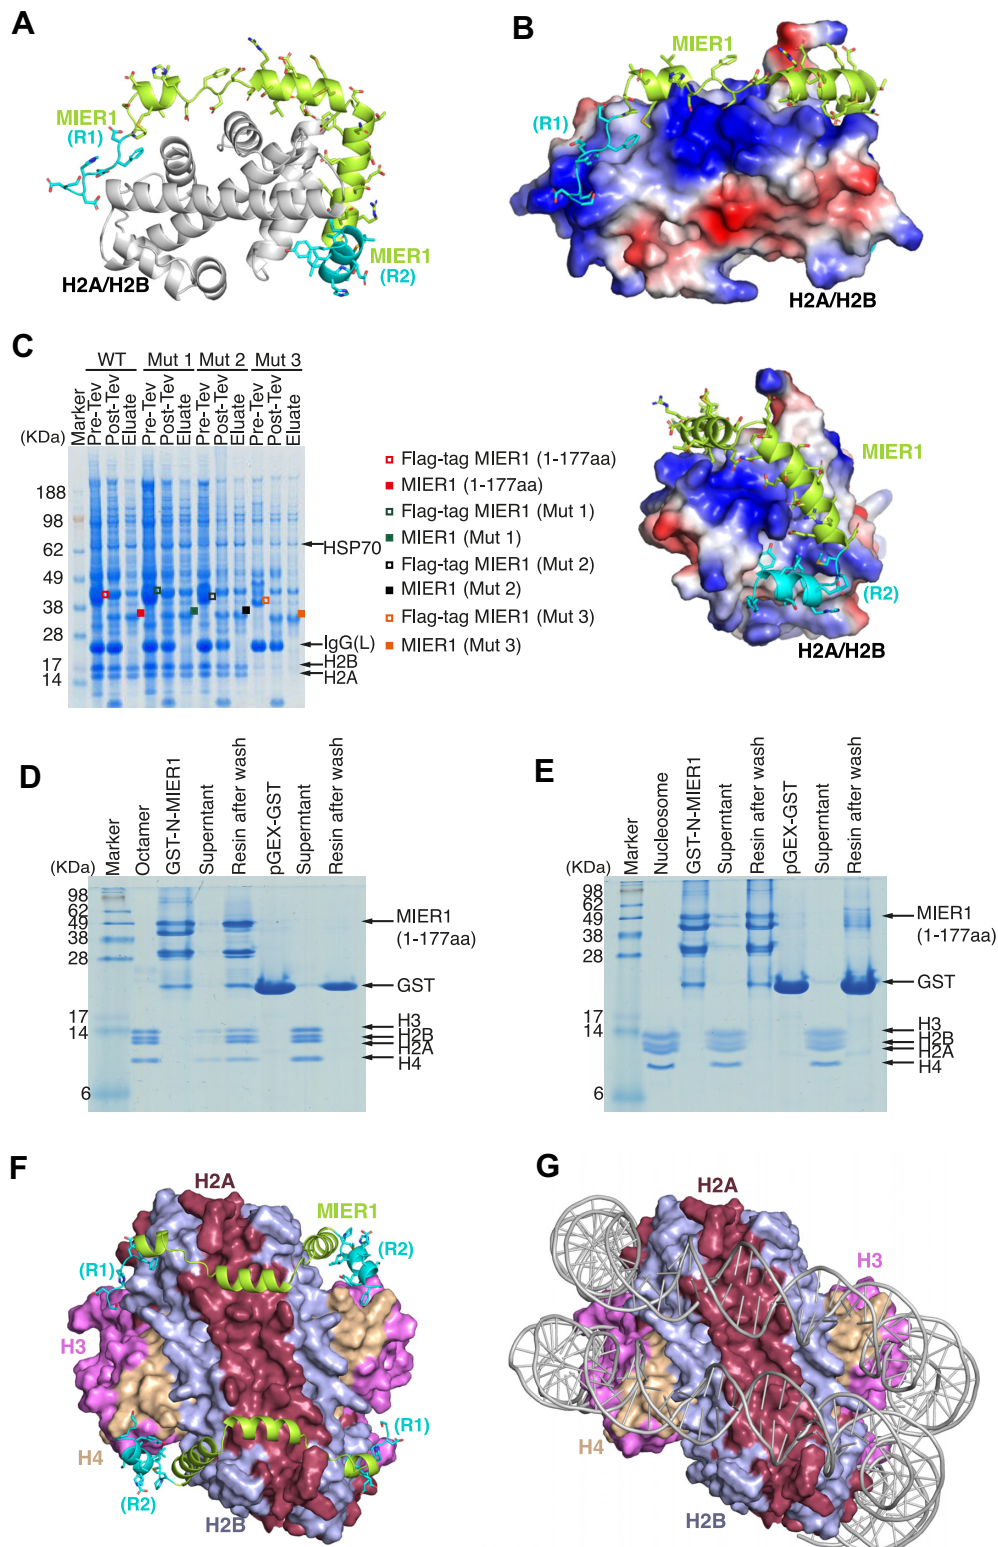 A
MIER1
(R1)
MIER1
(R2)
H2A/H2B
B
MIER1
(R1)
H2A/H2B
MIER1
(R2)
H2A/H2B
C
WT Mut 1 Mut 2 Mut 3
Marker
Pre-Tev
Post-Tev
Eluate
Pre-Tev
Post-Tev
Eluate
Pre-Tev
Post-Tev
Eluate
Pre-Tev
Post-Tev
Eluate
(KDa)
188
98
62
49
38
28
17
14
HSP70
IgG(L)
H2B
H2A
Flag-tag MIER1 (1-177aa)
MIER1 (1-177aa)
Flag-tag MIER1 (Mut 1)
MIER1 (Mut 1)
Flag-tag MIER1 (Mut 2)
MIER1 (Mut 2)
Flag-tag MIER1 (Mut 3)
MIER1 (Mut 3)
D
Marker
Octamer
GST-N-MIER1
Superntant
Resin after wash
pGEX-GST
Superntant
Resin after wash
(KDa)
98
62
49
38
28
17
14
6
MIER1
(1-177aa)
GST
H3
H2B
H2A
H4
E
Marker
Nucleosome
GST-N-MIER1
Superntant
Resin after wash
pGEX-GST
Superntant
Resin after wash
(KDa)
98
62
49
38
28
17
14
6
MIER1
(1-177aa)
GST
H3
H2B
H2A
H4
F
H2A
MIER1
(R2)
(R1)
H3
(R1)
H4
(R2)
H2B
G
H2A
H3
H4
H2B